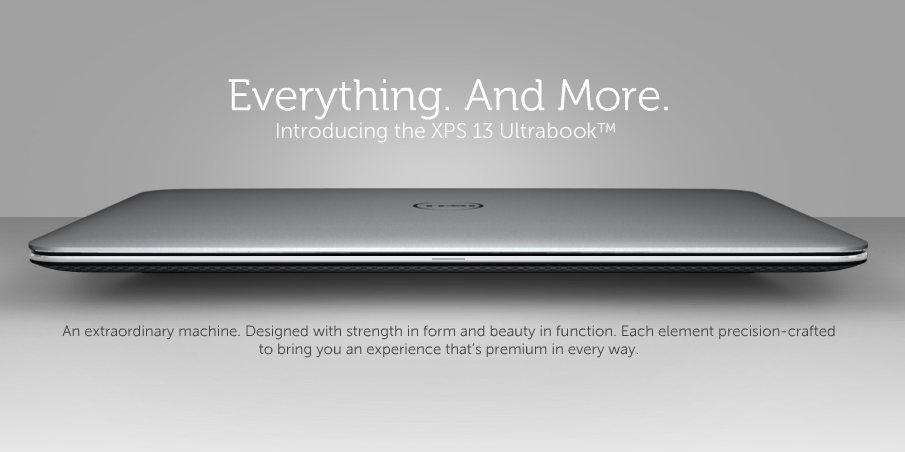 Everything. And More.
Introducing the XPS 13 Ultrabook™
DELL
An extraordinary machine. Designed with strength in form and beauty in function. Each element precision-crafted
to bring you an experience that's premium in every way.